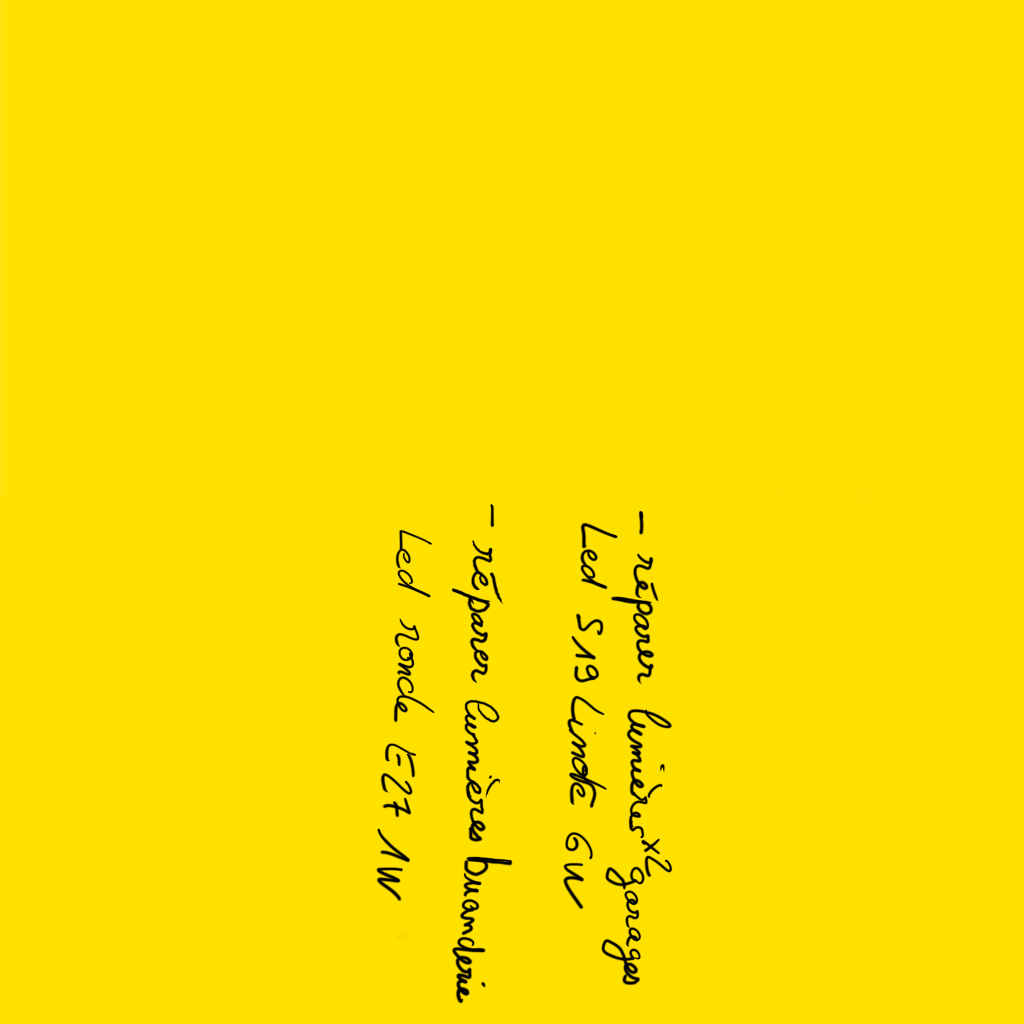 - réparer lumières x2 garages
Led S19 Linolite 6W
- réparer lumières buanderie
Led ronde E27 1W